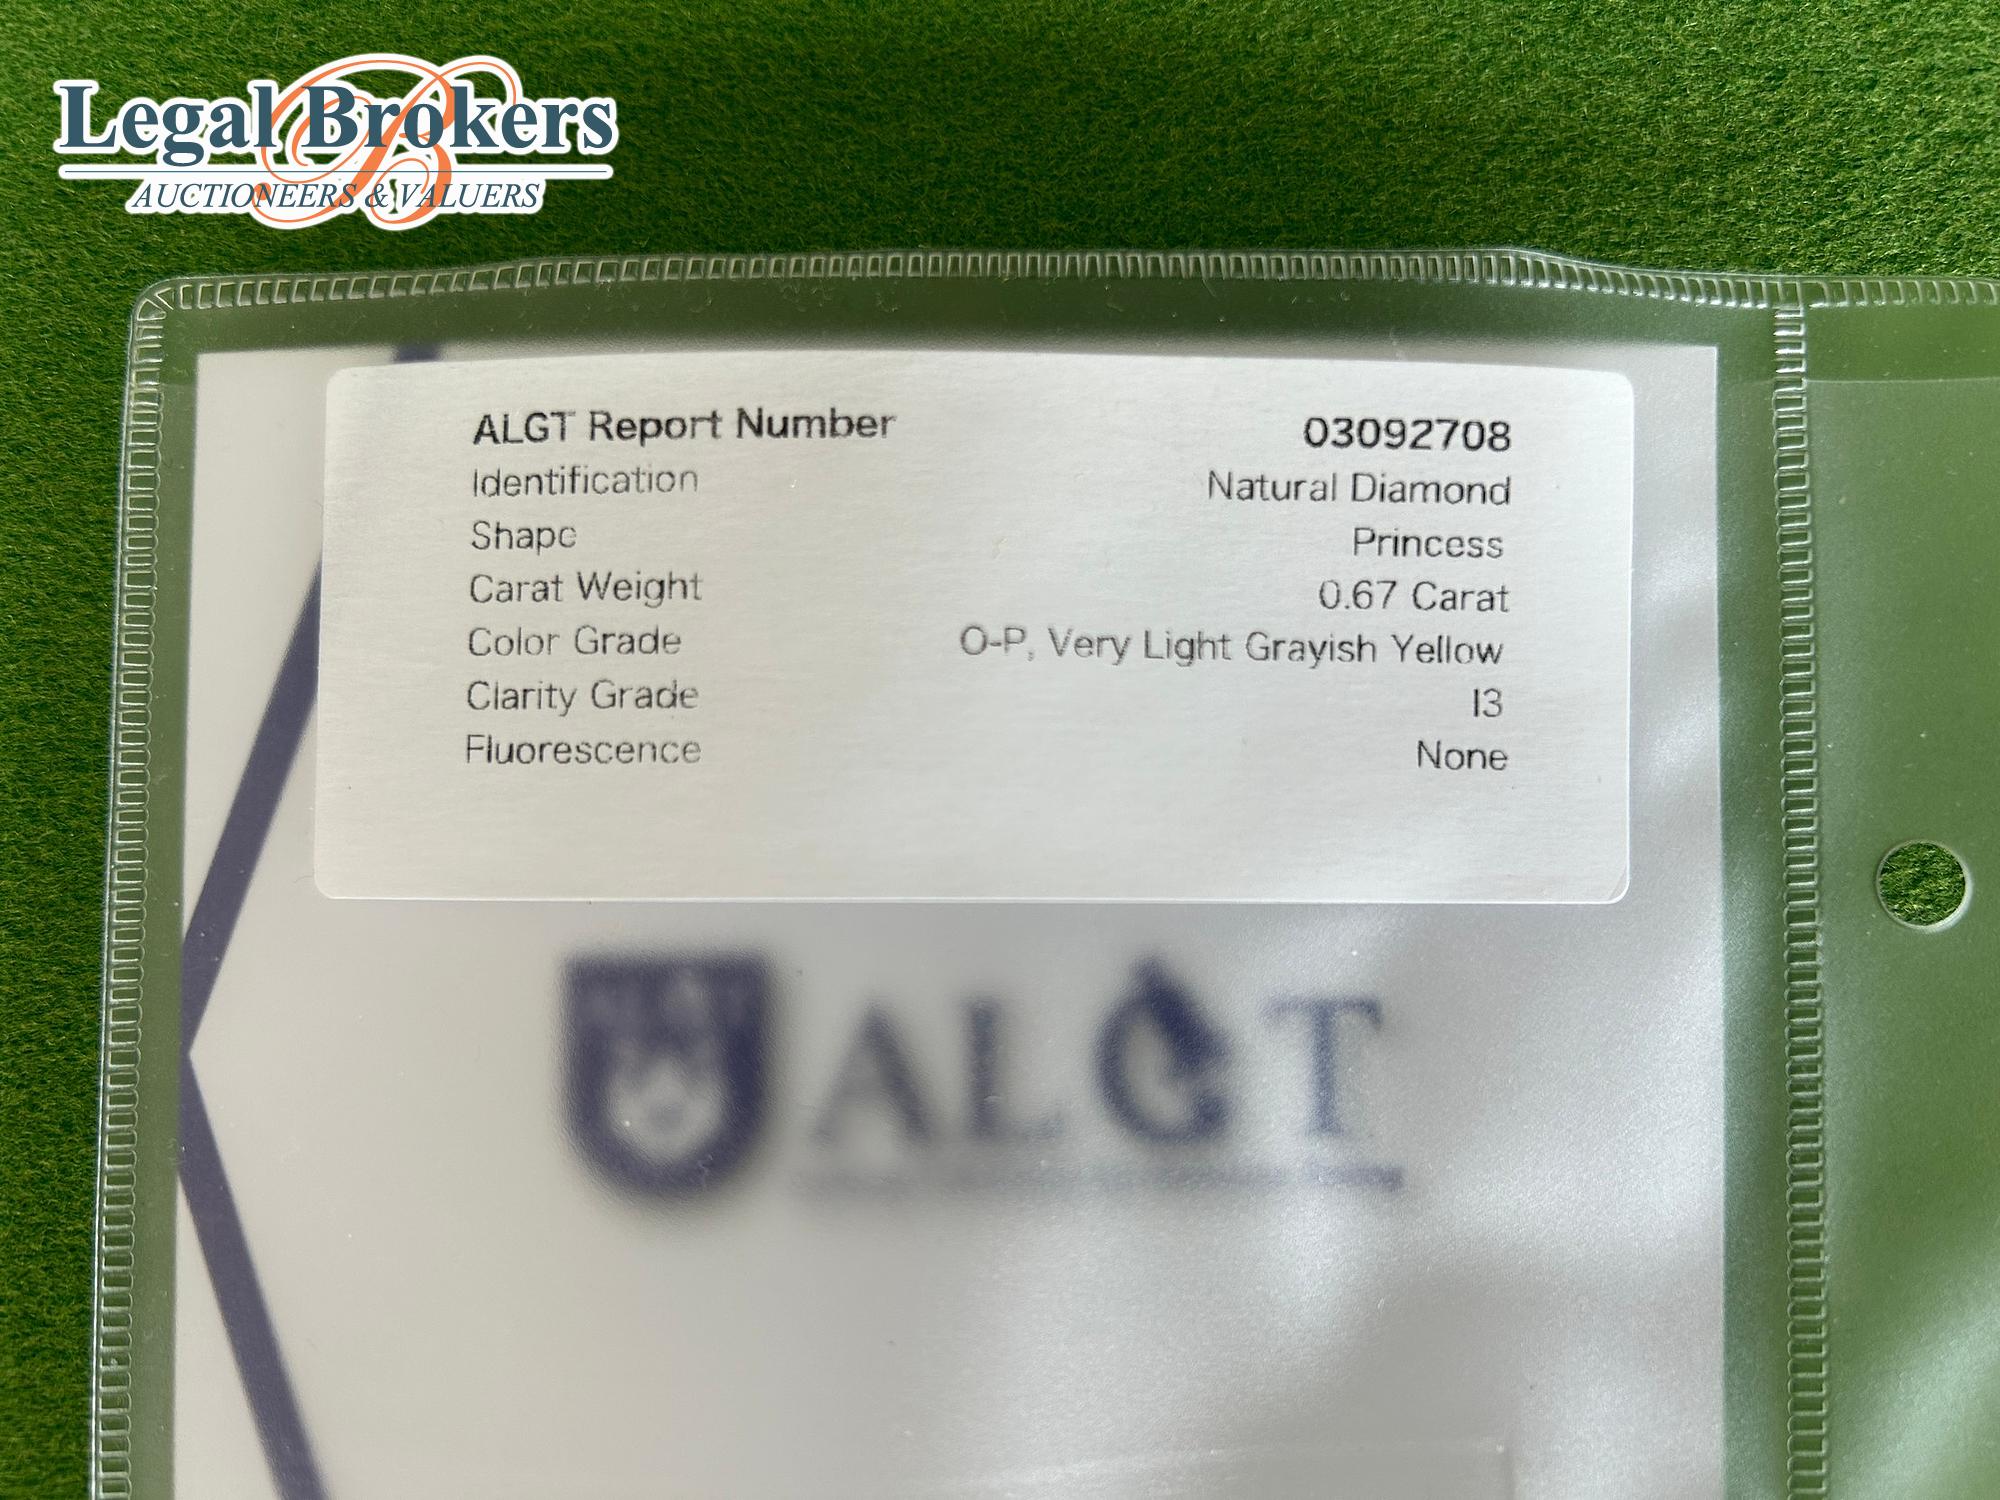 Legal Brokers
AUCTIONEERS & VALUERS
ALGT Report Number 03092708
Identification Natural Diamond
Shape Princess
Carat Weight 0.67 Carat
Color Grade O-P, Very Light Grayish Yellow
Clarity Grade I3
Fluorescence None
ALGT